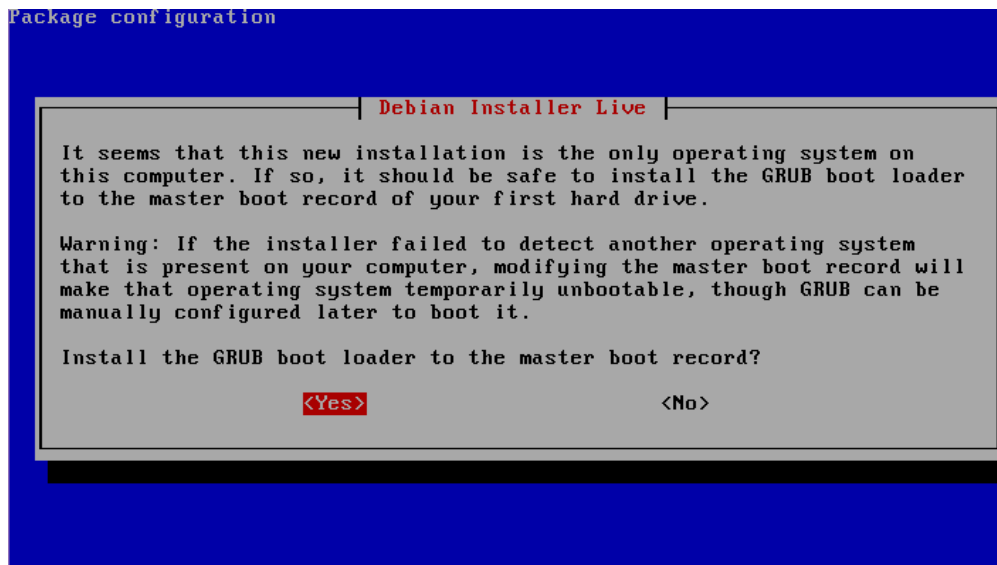 Package configuration
Debian Installer Live
It seems that this new installation is the only operating system on
this computer. If so, it should be safe to install the GRUB boot loader
to the master boot record of your first hard drive.
Warning: If the installer failed to detect another operating system
that is present on your computer, modifying the master boot record will
make that operating system temporarily unbootable, though GRUB can be
manually configured later to boot it.
Install the GRUB boot loader to the master boot record?
<Yes> <No>